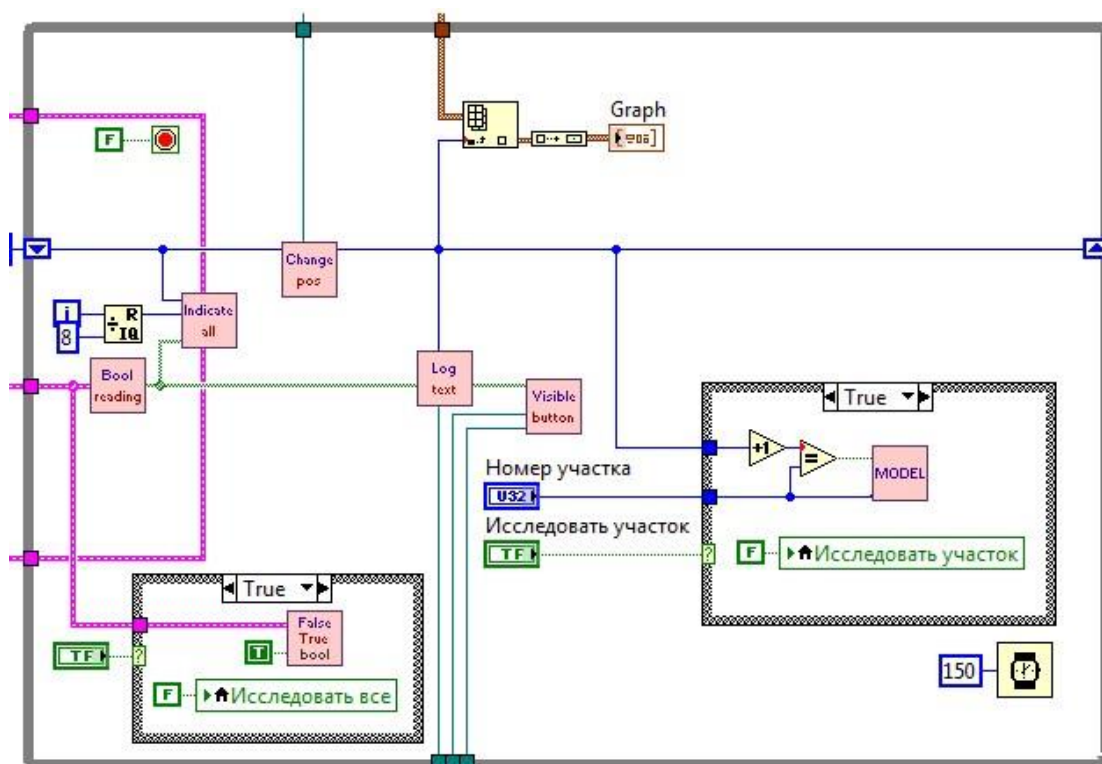 Graph
F
Change
pos
i
8
R
IQ
Indicate
all
Bool
reading
Log
text
Visible
button
True
+1
=
MODEL
Номер участка
U32
Исследовать участок
TF
F
Исследовать участок
True
False
True
bool
TF
T
F
Исследовать все
150